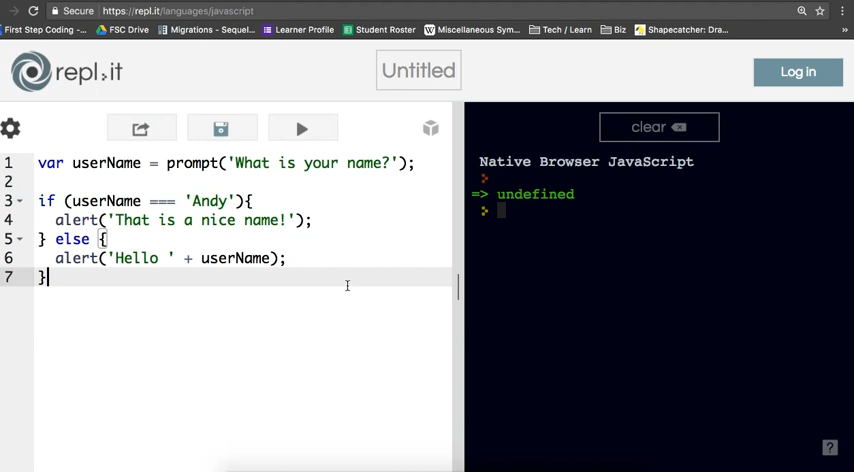 Secure https://repl.it/languages/javascript
First Step Coding -... FSC Drive Migrations - Sequel... Learner Profile Student Roster Miscellaneous Sym... Tech / Learn Biz Shapecatcher: Dra... »
repl.it Untitled Log in
clear
1 var userName = prompt('What is your name?');
2
3 if (userName === 'Andy'){
4 alert('That is a nice name!');
5 } else {
6 alert('Hello ' + userName);
7 }
Native Browser JavaScript
=> undefined
?